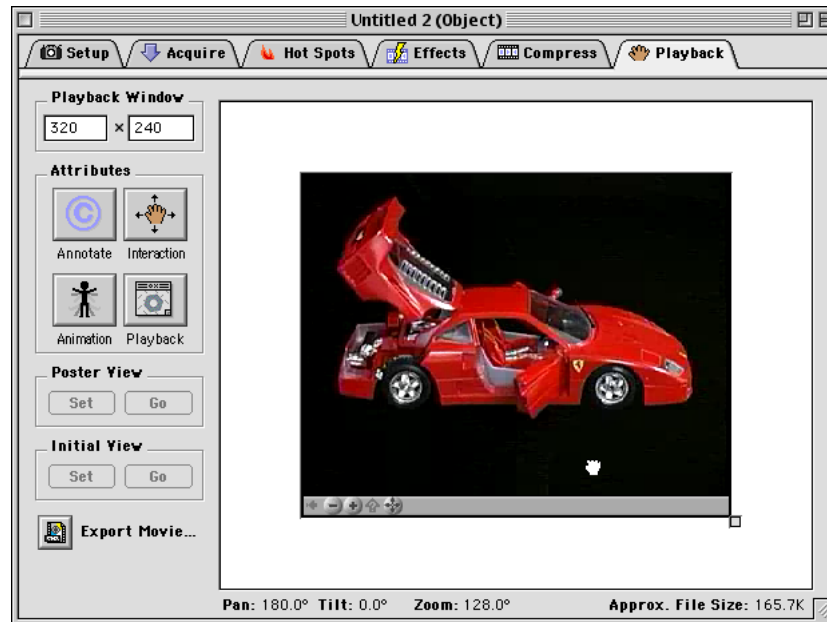 Untitled 2 (Object)
Setup
Acquire
Hot Spots
Effects
Compress
Playback
Playback Window
320 × 240
Attributes
©
Annotate
Interaction
Animation
Playback
Poster View
Set
Go
Initial View
Set
Go
Export Movie...
Pan: 180.0° Tilt: 0.0° Zoom: 128.0° Approx. File Size: 165.7K